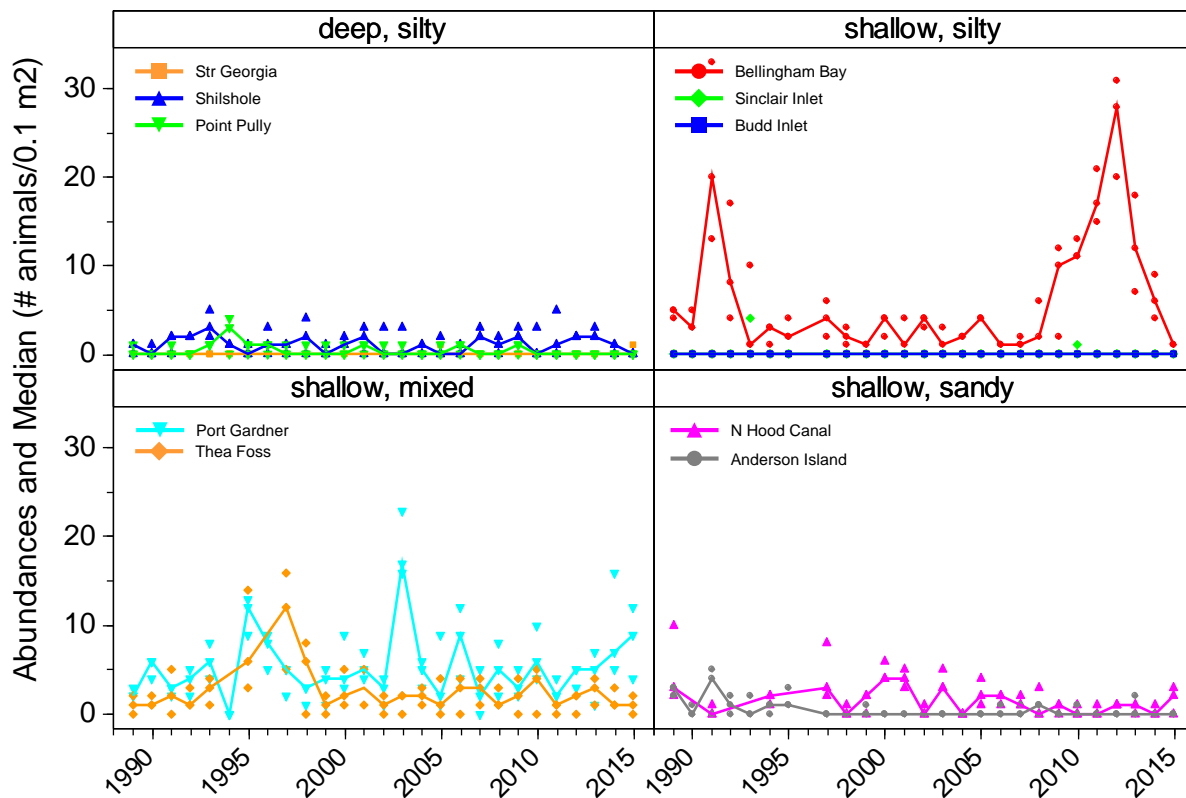 Abundances and Median (# animals/0.1 m2)
deep, silty
Str Georgia
Shilshole
Point Pully
30
20
10
0
shallow, silty
Bellingham Bay
Sinclair Inlet
Budd Inlet
shallow, mixed
Port Gardner
Thea Foss
30
20
10
0
shallow, sandy
N Hood Canal
Anderson Island
1990 1995 2000 2005 2010 2015
1990 1995 2000 2005 2010 2015